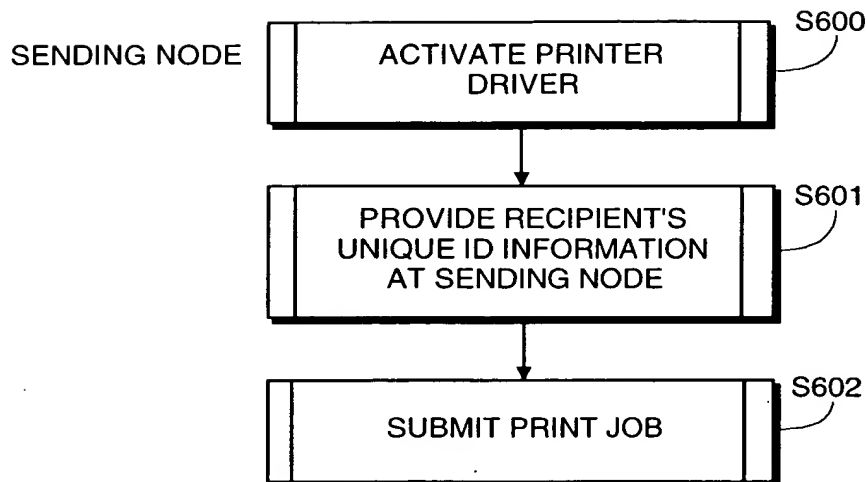 S600
SENDING NODE
ACTIVATE PRINTER
DRIVER
S601
PROVIDE RECIPIENT'S
UNIQUE ID INFORMATION
AT SENDING NODE
S602
SUBMIT PRINT JOB